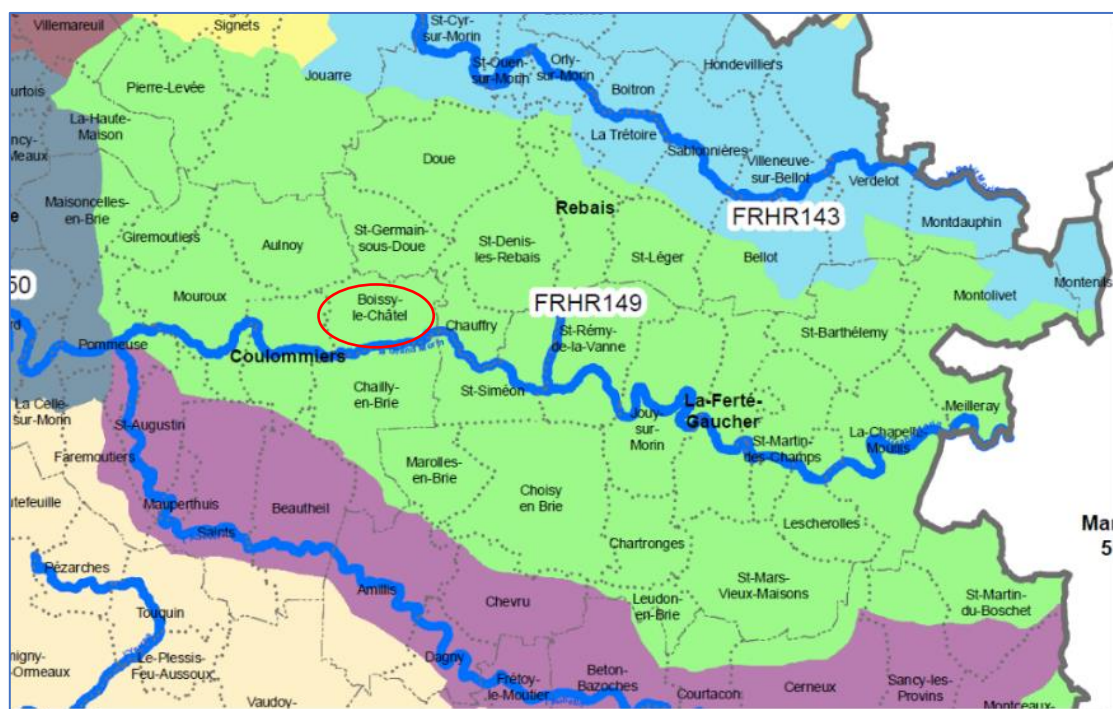 Villemareuil
Signets
St-Cyr-
sur-Morin
Jouarre
St-Ouen-
sur-Morin
Orly-
sur-Morin
Hondevilliers
Boitron
Pierre-Levée
La-Haute-
Maison
La Trétoire
Sablonnières
Villeneuve-
sur-Bellot
Verdelot
Doue
Maisoncelles-
en-Brie
Rebais
FRHR143
Montdauphin
Giremoutiers
Aulnoy
St-Germain-
sous-Doue
St-Denis-
les-Rebais
St-Léger
Bellot
Montolivet
Montenils
50
Mouroux
Boissy-
le-Châtel
FRHR149
Chauffry
St-Rémy-
de-la-Vanne
St-Barthélemy
Pommeuse
Coulommiers
le Grand Morin
Chailly-
en-Brie
St-Siméon
La-Ferté-
Gaucher
Jouy-
sur-
Morin
Meilleray
La Celle-
sur-Morin
St-Augustin
Faremoutiers
St-Martin-
des-Champs
La-Chapelle-
Moutils
Marolles-
en-Brie
Choisy
en Brie
Mauperthuis
Beautheil
Saints
Lescherolles
Chartronges
Pézarches
Amillis
Chevru
Leudon-
en-Brie
St-Mars-
Vieux-Maisons
St-Martin-
du-Boschet
Touquin
Le-Plessis-
Feu-Aussoux
Dagny
Frétoy-
le-Moutier
Beton-
Bazoches
Courtacon
Cerneux
Sancy-les-
Provins
Vaudoy-
Montceaux-